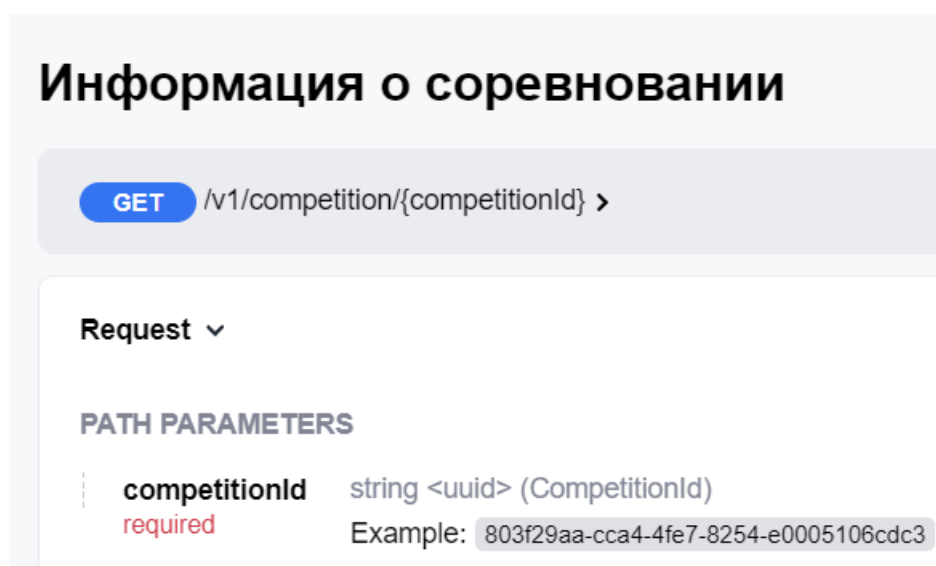 Информация о соревновании
GET /v1/competition/{competitionId}
Request
PATH PARAMETERS
competitionId string <uuid> (CompetitionId)
required Example: 803f29aa-cca4-4fe7-8254-e0005106cdc3